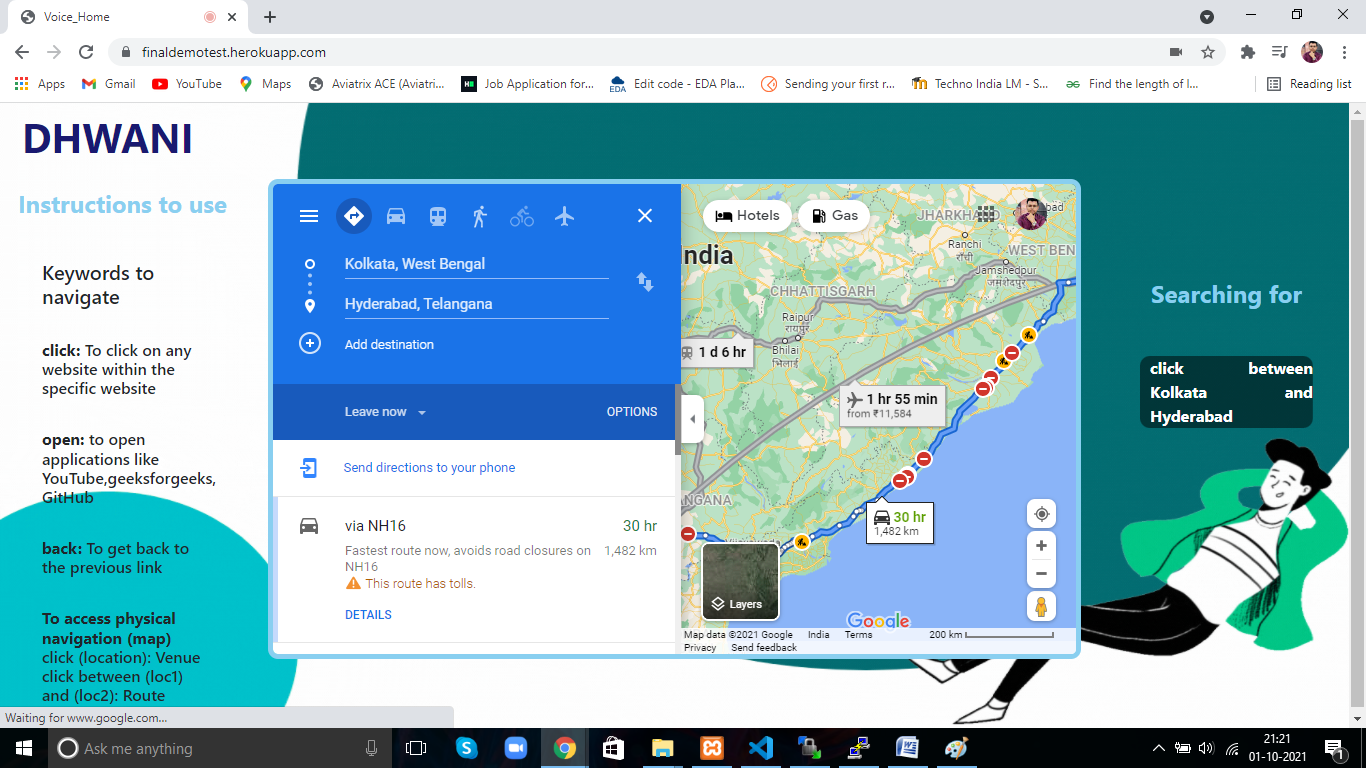 Voice_Home
finaldemotest.herokuapp.com
Apps
Gmail
YouTube
Maps
Aviatrix ACE (Aviatri...
Job Application for...
Edit code - EDA Pla...
Sending your first r...
Techno India LM - S...
Find the length of l...
Reading list
DHWANI
Instructions to use
Keywords to
navigate
click: To click on any
website within the
specific website
open: to open
applications like
YouTube,geeksforgeeks,
GitHub
back: To get back to
the previous link
To access physical
navigation (map)
click (location): Venue
click between (loc1)
and (loc2): Route
Kolkata, West Bengal
Hyderabad, Telangana
Add destination
Leave now
OPTIONS
Send directions to your phone
via NH16
30 hr
Fastest route now, avoids road closures on
1,482 km
NH16
This route has tolls.
DETAILS
Hotels
Gas
JHARKHA
bad
India
Ranchi
राँची
WEST BEN
Jamshedpur
जमशेदपुर
CHHATTISGARH
Raipur
रायपुर
Bhilai
भिलाई
1 d 6 hr
1 hr 55 min
from ₹11,584
ANGANA
30 hr
1,482 km
Layers
Google
Map data ©2021 Google
India
Terms
200 km
Privacy
Send feedback
Searching for
click between
Kolkata and
Hyderabad
Waiting for www.google.com...
Ask me anything
21:21
01-10-2021
1